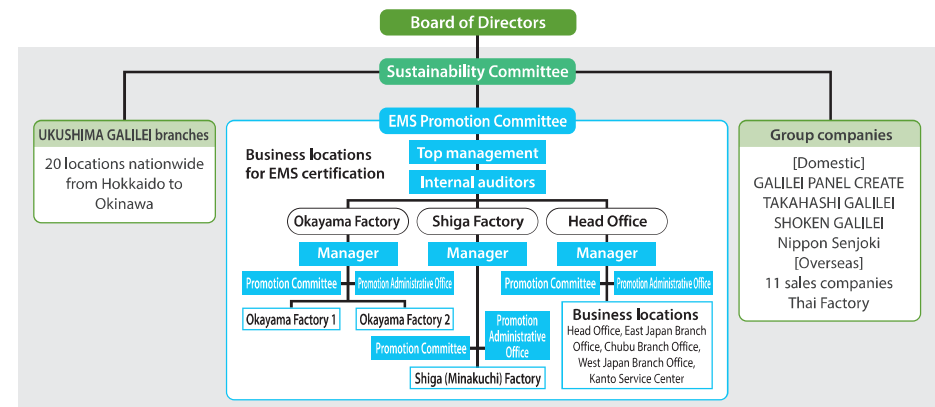 Board of Directors
Sustainability Committee
UKUSHIMA GALILEI branches
20 locations nationwide
from Hokkaido to
Okinawa
EMS Promotion Committee
Business locations
for EMS certification
Top management
Internal auditors
Okayama Factory
Manager
Promotion Committee
Promotion Administrative Office
Okayama Factory 1
Okayama Factory 2
Shiga Factory
Manager
Promotion Committee
Promotion
Administrative
Office
Shiga (Minakuchi) Factory
Head Office
Manager
Promotion Committee
Promotion Administrative Office
Business locations
Head Office, East Japan Branch
Office, Chubu Branch Office,
West Japan Branch Office,
Kanto Service Center
Group companies
[Domestic]
GALILEI PANEL CREATE
TAKAHASHI GALILEI
SHOKEN GALILEI
Nippon Senjoki
[Overseas]
11 sales companies
Thai Factory